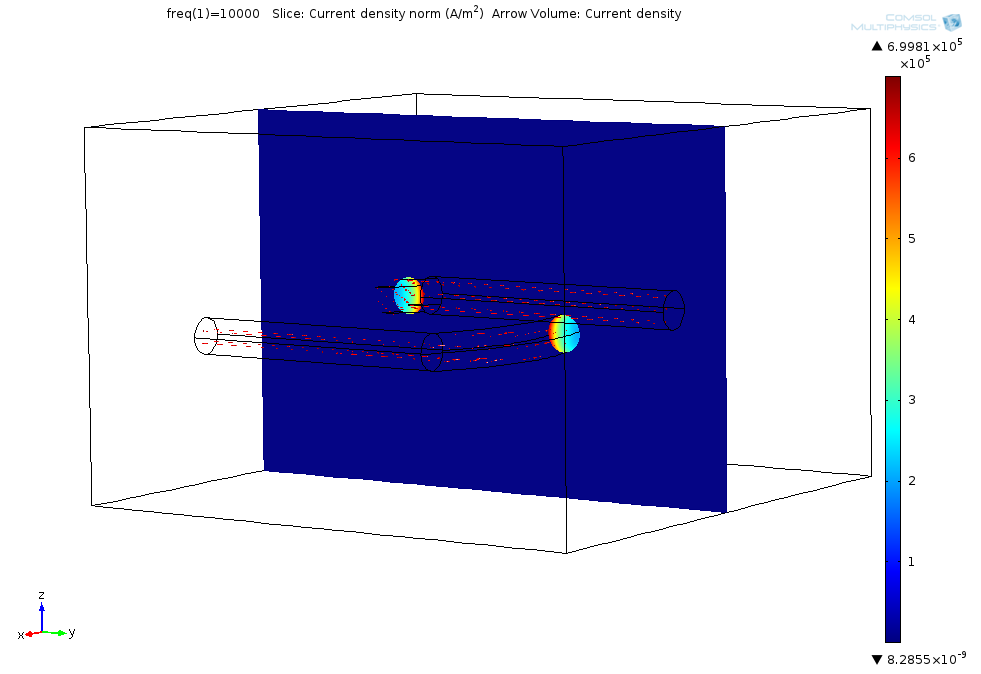 freq(1)=10000 Slice: Current density norm (A/m²) Arrow Volume: Current density
COMSOL
MULTIPHYSICS
▲ 6.9981×10⁵
×10⁵
6
5
4
3
2
1
▼ 8.2855×10⁻⁹
z
x
y